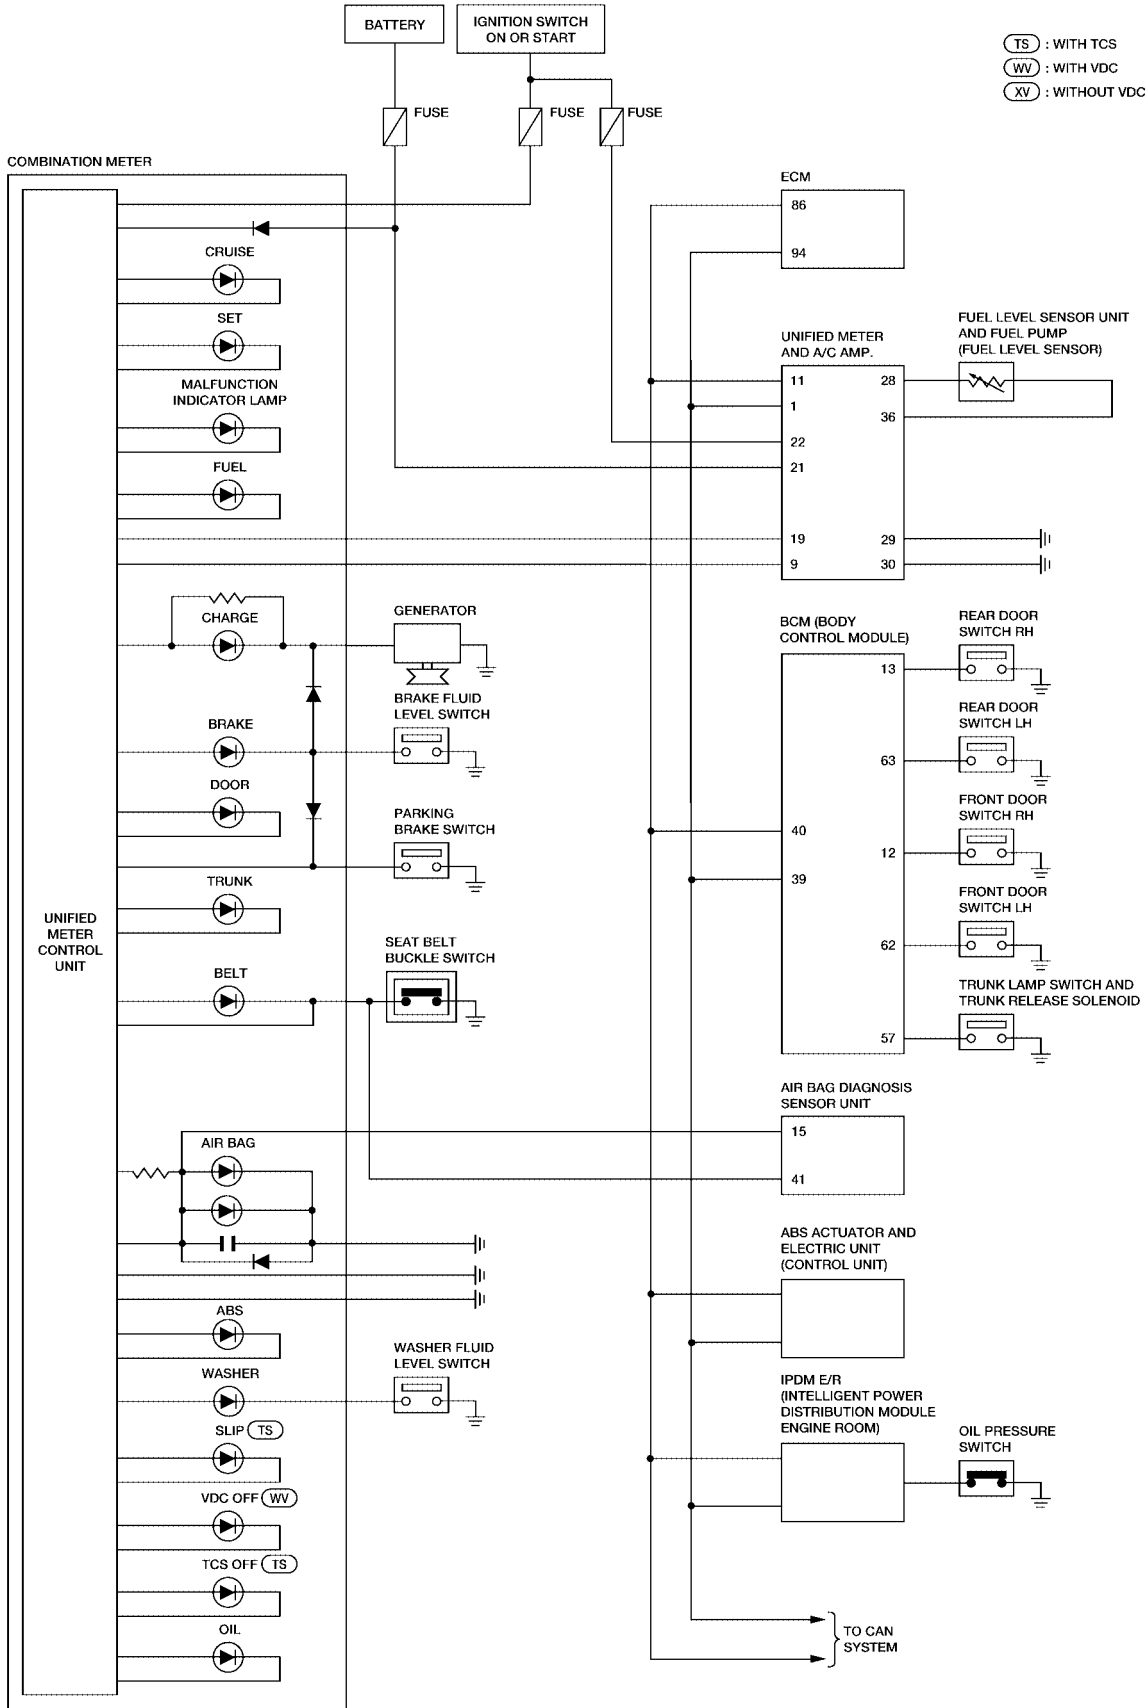 BATTERY
IGNITION SWITCH
ON OR START
TS : WITH TCS
WV : WITH VDC
XV : WITHOUT VDC
FUSE
FUSE
FUSE
COMBINATION METER
UNIFIED
METER
CONTROL
UNIT
CRUISE
SET
MALFUNCTION
INDICATOR LAMP
FUEL
CHARGE
BRAKE
DOOR
TRUNK
BELT
AIR BAG
ABS
WASHER
SLIP TS
VDC OFF WV
TCS OFF TS
OIL
GENERATOR
BRAKE FLUID
LEVEL SWITCH
PARKING
BRAKE SWITCH
SEAT BELT
BUCKLE SWITCH
WASHER FLUID
LEVEL SWITCH
ECM
86
94
UNIFIED METER
AND A/C AMP.
11
1
22
21
19
9
28
36
29
30
FUEL LEVEL SENSOR UNIT
AND FUEL PUMP
(FUEL LEVEL SENSOR)
BCM (BODY
CONTROL MODULE)
40
39
13
63
12
62
57
REAR DOOR
SWITCH RH
REAR DOOR
SWITCH LH
FRONT DOOR
SWITCH RH
FRONT DOOR
SWITCH LH
TRUNK LAMP SWITCH AND
TRUNK RELEASE SOLENOID
AIR BAG DIAGNOSIS
SENSOR UNIT
15
41
ABS ACTUATOR AND
ELECTRIC UNIT
(CONTROL UNIT)
IPDM E/R
(INTELLIGENT POWER
DISTRIBUTION MODULE
ENGINE ROOM)
OIL PRESSURE
SWITCH
TO CAN
SYSTEM